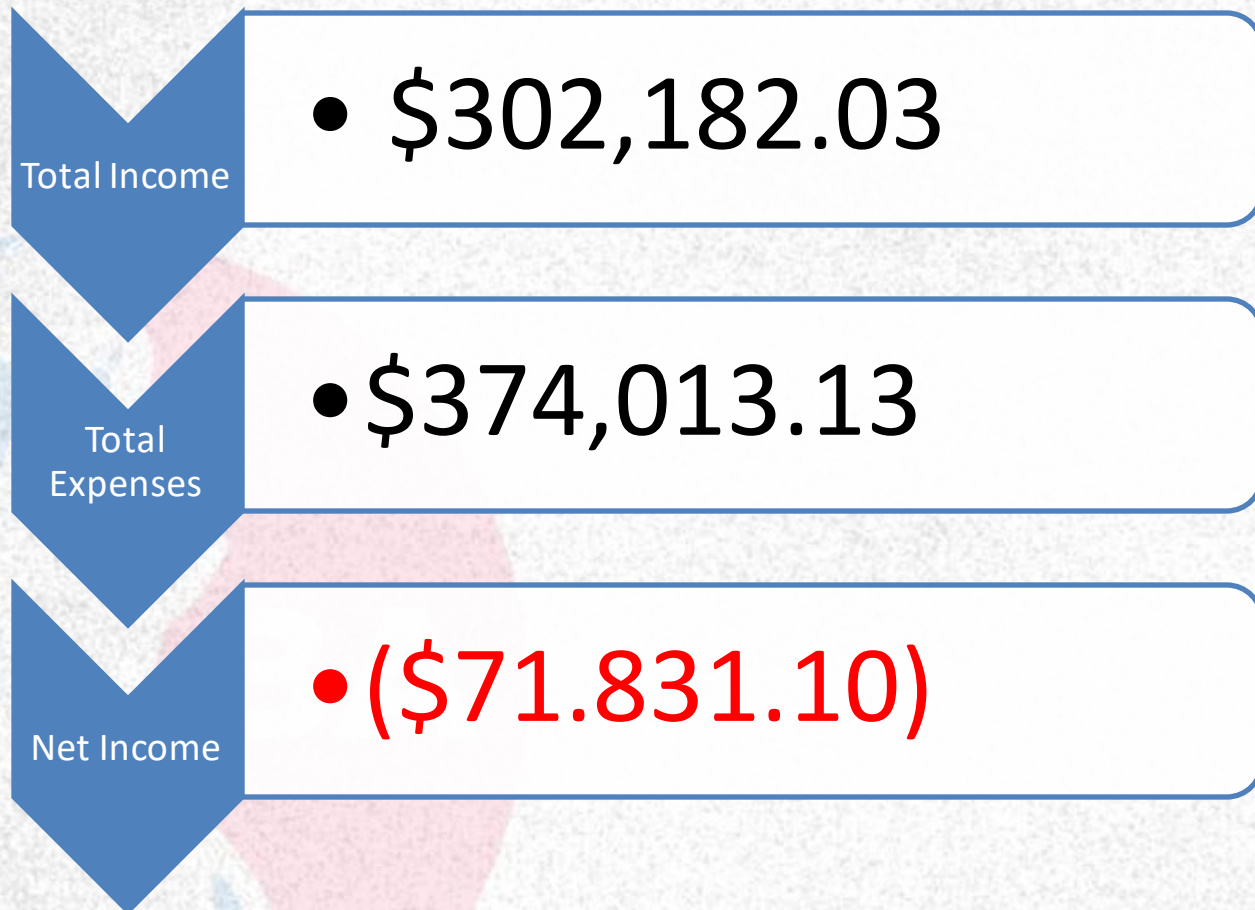 Total Income
• $302,182.03
Total
Expenses
•$374,013.13
Net Income
•($71.831.10)